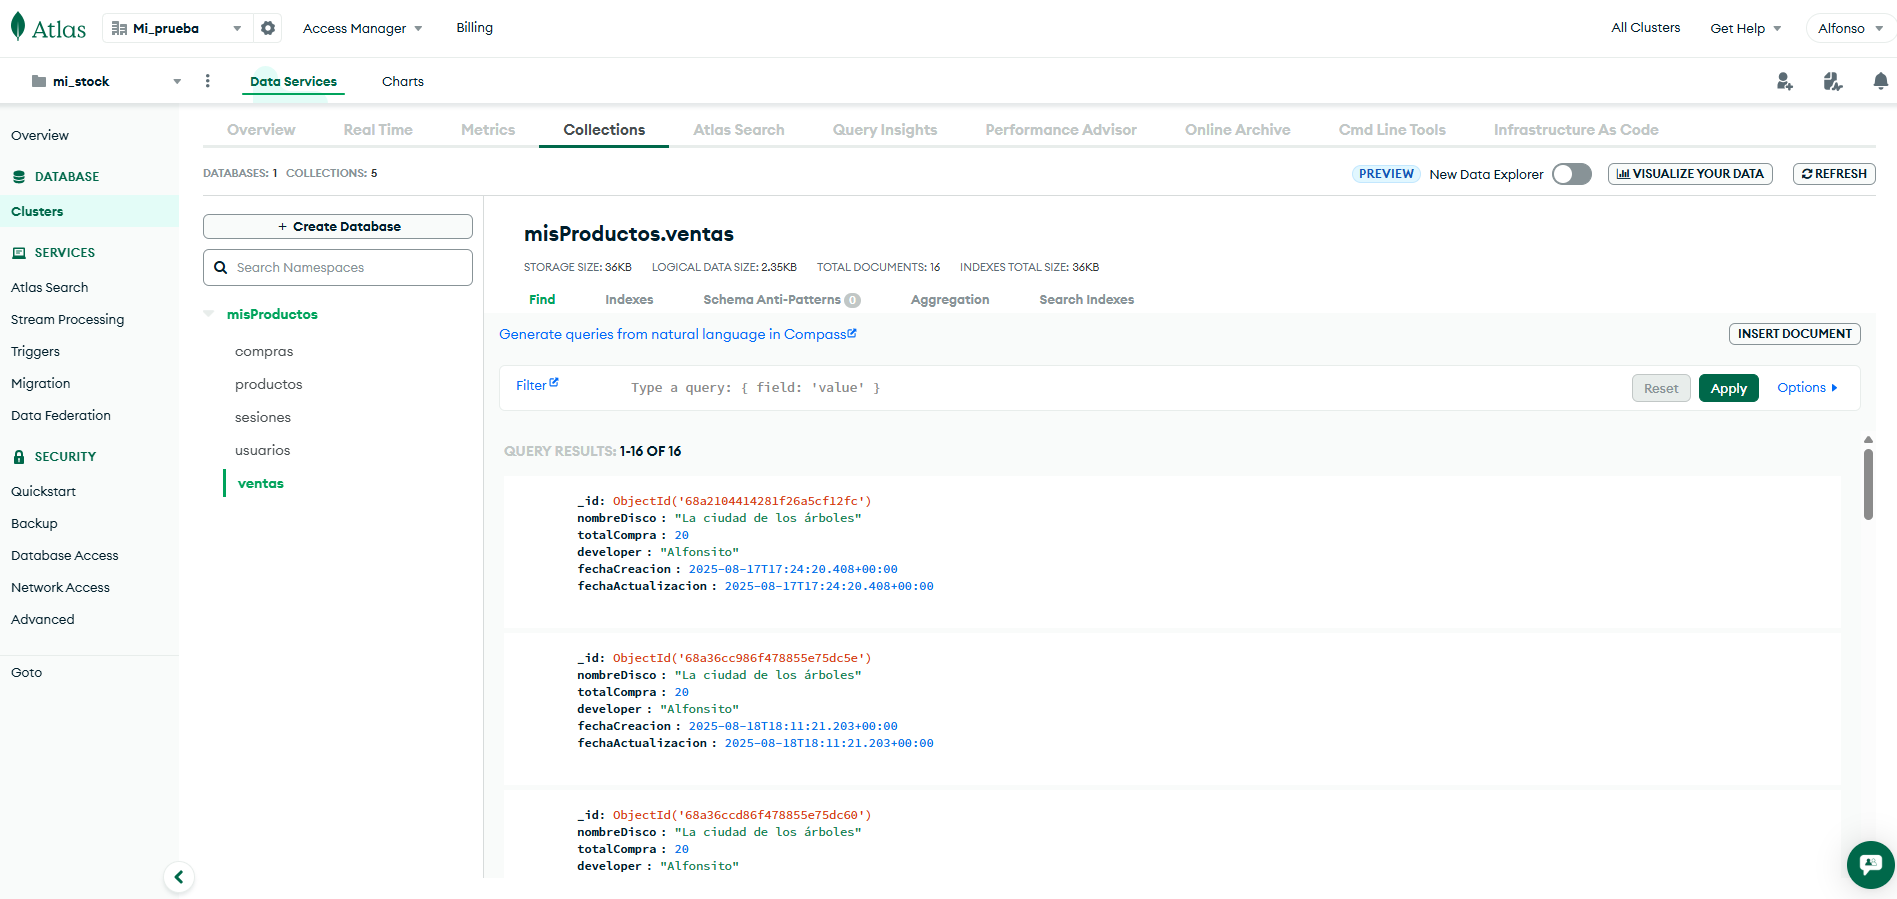 Atlas
Mi_prueba
Access Manager
Billing
All Clusters
Get Help
Alfonso
mi_stock
Data Services
Charts
Overview
DATABASE
Clusters
SERVICES
Atlas Search
Stream Processing
Triggers
Migration
Data Federation
SECURITY
Quickstart
Backup
Database Access
Network Access
Advanced
Goto
Overview
Real Time
Metrics
Collections
Atlas Search
Query Insights
Performance Advisor
Online Archive
Cmd Line Tools
Infrastructure As Code
DATABASES: 1 COLLECTIONS: 5
PREVIEW
New Data Explorer
VISUALIZE YOUR DATA
REFRESH
+ Create Database
Search Namespaces
misProductos
compras
productos
sesiones
usuarios
ventas
misProductos.ventas
STORAGE SIZE: 36KB LOGICAL DATA SIZE: 2.35KB TOTAL DOCUMENTS: 16 INDEXES TOTAL SIZE: 36KB
Find
Indexes
Schema Anti-Patterns 0
Aggregation
Search Indexes
Generate queries from natural language in Compass
INSERT DOCUMENT
Filter
Type a query: { field: 'value' }
Reset
Apply
Options
QUERY RESULTS: 1-16 OF 16
_id: ObjectId('68a2104414281f26a5cf12fc')
nombreDisco : "La ciudad de los árboles"
totalCompra : 20
developer : "Alfonsito"
fechaCreacion : 2025-08-17T17:24:20.408+00:00
fechaActualizacion : 2025-08-17T17:24:20.408+00:00
_id: ObjectId('68a36cc986f478855e75dc5e')
nombreDisco : "La ciudad de los árboles"
totalCompra : 20
developer : "Alfonsito"
fechaCreacion : 2025-08-18T18:11:21.203+00:00
fechaActualizacion : 2025-08-18T18:11:21.203+00:00
_id: ObjectId('68a36ccd86f478855e75dc60')
nombreDisco : "La ciudad de los árboles"
totalCompra : 20
developer : "Alfonsito"